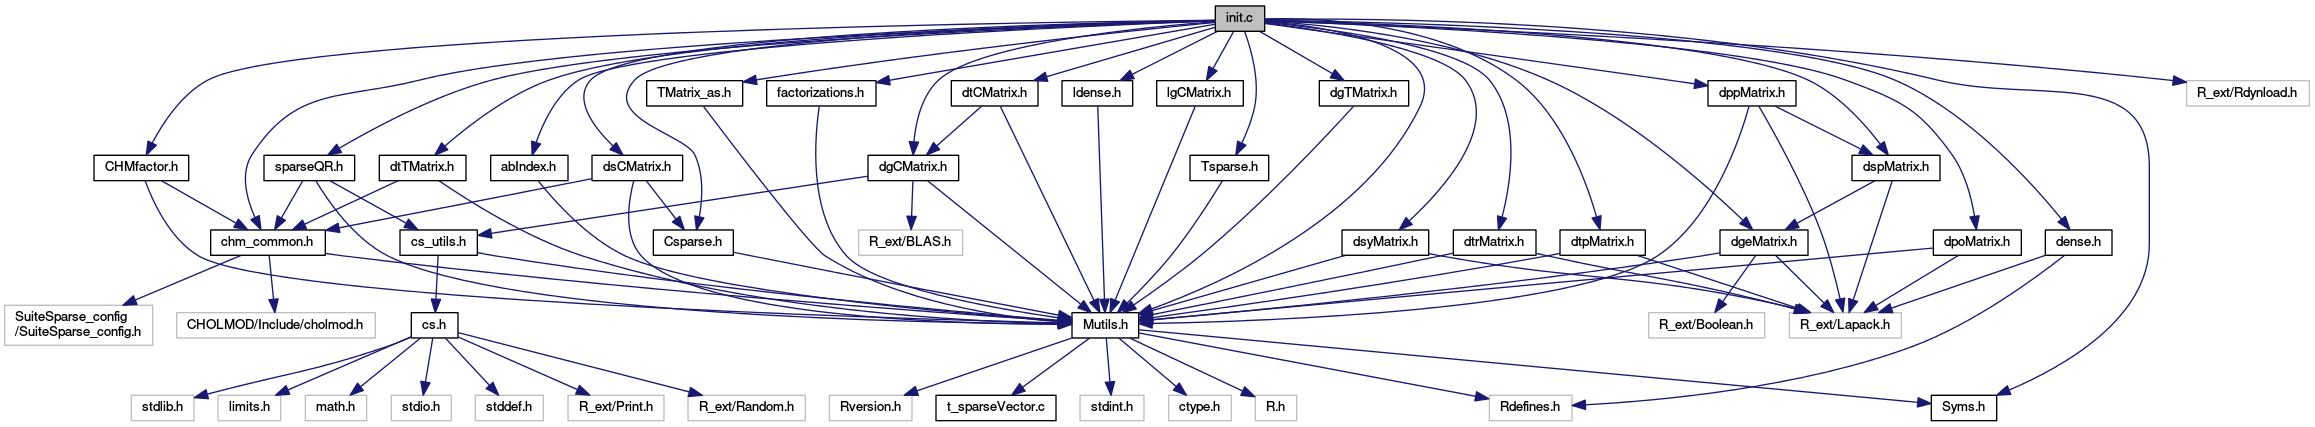 init.c
TMatrix_as.h
factorizations.h
dtCMatrix.h
ldense.h
lgCMatrix.h
dgTMatrix.h
dppMatrix.h
R_ext/Rdynload.h
CHMfactor.h
sparseQR.h
dtTMatrix.h
abIndex.h
dsCMatrix.h
dgCMatrix.h
Tsparse.h
dspMatrix.h
chm_common.h
cs_utils.h
Csparse.h
R_ext/BLAS.h
dsyMatrix.h
dtrMatrix.h
dtpMatrix.h
dgeMatrix.h
dpoMatrix.h
dense.h
SuiteSparse_config
/SuiteSparse_config.h
CHOLMOD/Include/cholmod.h
cs.h
Mutils.h
R_ext/Boolean.h
R_ext/Lapack.h
stdlib.h
limits.h
math.h
stdio.h
stddef.h
R_ext/Print.h
R_ext/Random.h
Rversion.h
t_sparseVector.c
stdint.h
ctype.h
R.h
Rdefines.h
Syms.h